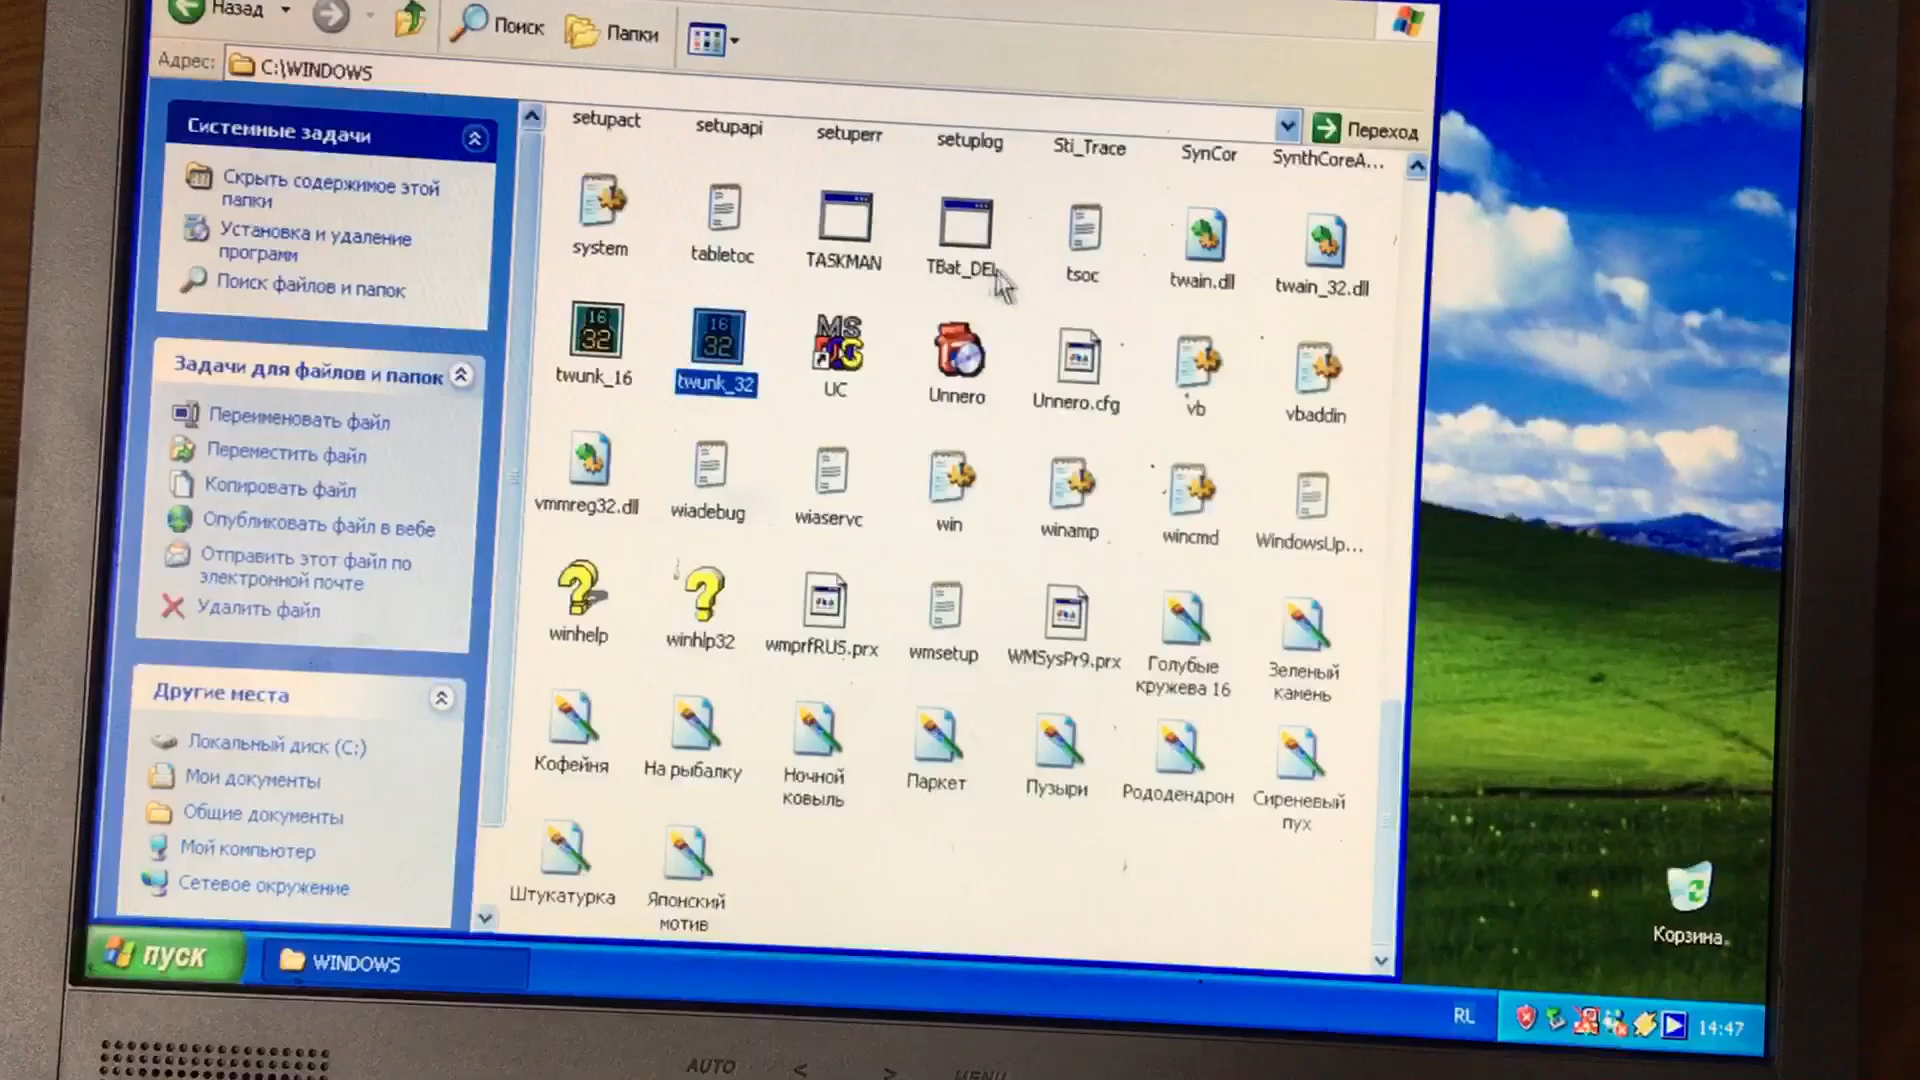 Назад
Поиск
Папки
Адрес:
C:\WINDOWS
Переход
Системные задачи
Скрыть содержимое этой
папки
Установка и удаление
программ
Поиск файлов и папок
Задачи для файлов и папок
Переименовать файл
Переместить файл
Копировать файл
Опубликовать файл в вебе
Отправить этот файл по
электронной почте
Удалить файл
Другие места
Локальный диск (C:)
Мои документы
Общие документы
Мой компьютер
Сетевое окружение
setupact
setupapi
setuperr
setuplog
Sti_Trace
SynCor
SynthCoreA...
system
tabletoc
TASKMAN
TBat_DEL
tsoc
twain.dll
twain_32.dll
16
32
16
32
MS
twunk_16
twunk_32
UC
Unnero
Unnero.cfg
vb
vbaddin
vmmreg32.dll
wiadebug
wiaservc
win
winamp
wincmd
WindowsUp...
winhelp
winhlp32
wmprfRUS.prx
wmsetup
WMSysPr9.prx
Голубые
кружева 16
Зеленый
камень
Кофейня
На рыбалку
Ночной
ковыль
Паркет
Пузыри
Рододендрон
Сиреневый
пух
Штукатурка
Японский
мотив
Корзина
пуск
WINDOWS
RL
14:47
AUTO
<
>
MENU